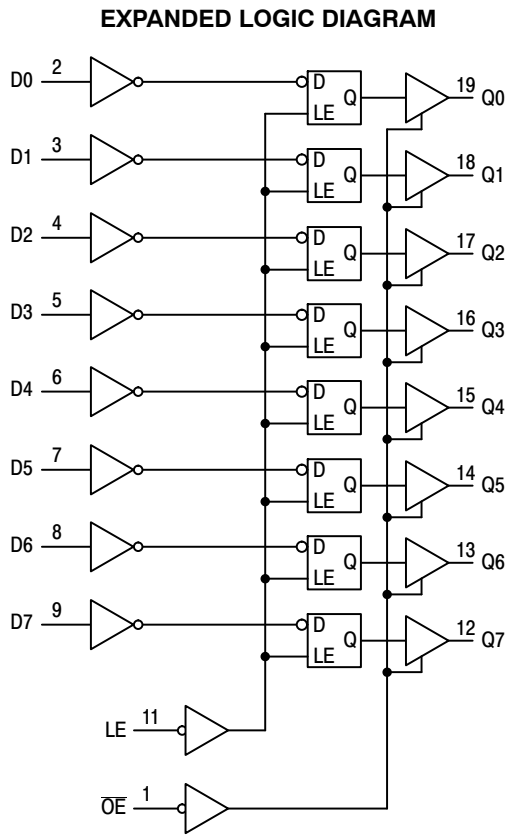 EXPANDED LOGIC DIAGRAM
D0 2 D LE Q 19 Q0
D1 3 D LE Q 18 Q1
D2 4 D LE Q 17 Q2
D3 5 D LE Q 16 Q3
D4 6 D LE Q 15 Q4
D5 7 D LE Q 14 Q5
D6 8 D LE Q 13 Q6
D7 9 D LE Q 12 Q7
LE 11
O̅E̅ 1